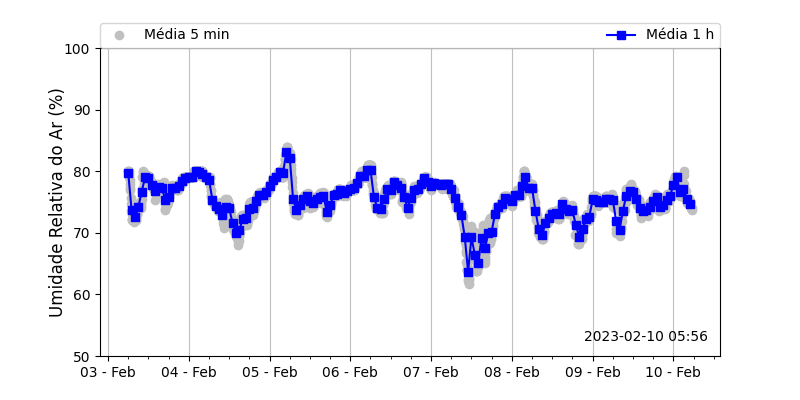 Média 5 min Média 1 h
100
90
80
70
60
50
Umidade Relativa do Ar (%)
2023-02-10 05:56
03 - Feb 04 - Feb 05 - Feb 06 - Feb 07 - Feb 08 - Feb 09 - Feb 10 - Feb